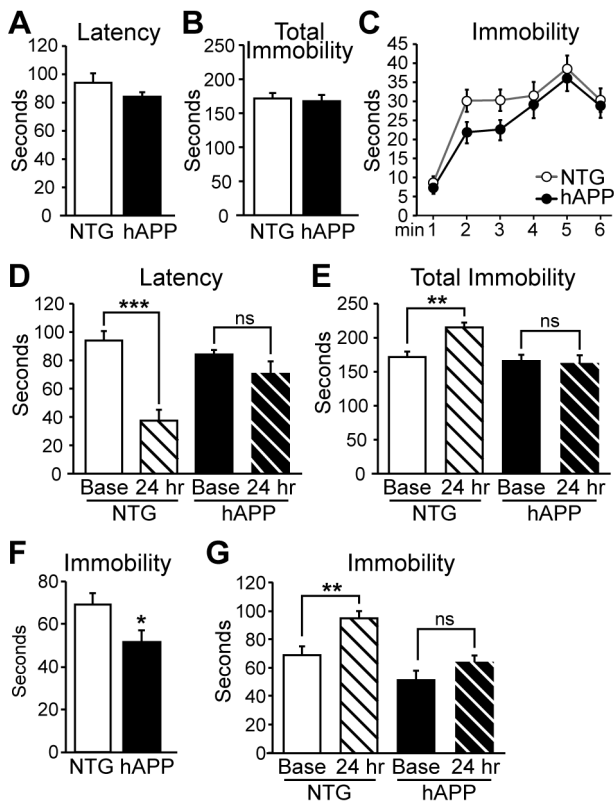 A
Latency
Seconds
120
100
80
60
40
20
0
NTG hAPP
B
Total
Immobility
Seconds
250
200
150
100
50
0
NTG hAPP
C
Immobility
Seconds
45
40
35
30
25
20
15
10
5
0
NTG
hAPP
min 1 2 3 4 5 6
D
Latency
Seconds
120
100
80
60
40
20
0
***
ns
Base 24 hr Base 24 hr
NTG hAPP
E
Total Immobility
Seconds
250
200
150
100
50
0
**
ns
Base 24 hr Base 24 hr
NTG hAPP
F
Immobility
Seconds
80
60
40
20
0
*
NTG hAPP
G
Immobility
Seconds
120
100
80
60
40
20
0
**
ns
Base 24 hr Base 24 hr
NTG hAPP